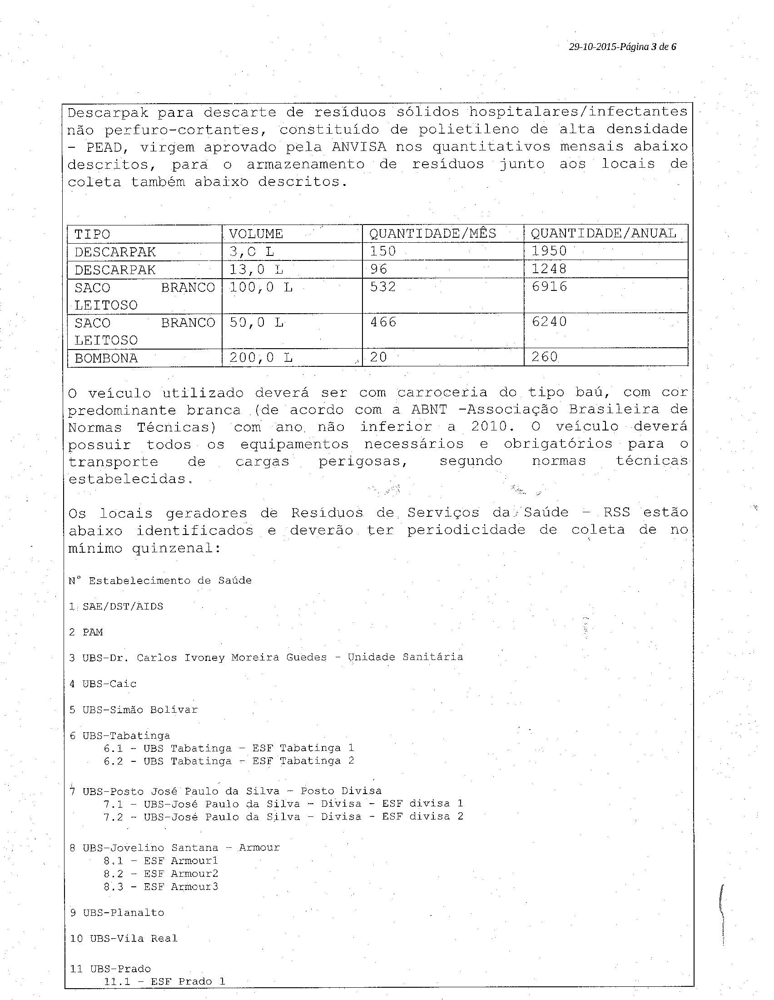 29-10-2015-Página 3 de 6
Descarpak para descarte de resíduos sólidos hospitalares/infectantes
não perfuro-cortantes, constituído de polietileno de alta densidade
- PEAD, virgem aprovado pela ANVISA nos quantitativos mensais abaixo
descritos, para o armazenamento de resíduos junto aos locais de
coleta também abaixo descritos.
TIPO VOLUME QUANTIDADE/MÊS QUANTIDADE/ANUAL
DESCARPAK 3,0 L 150 1950
DESCARPAK 13,0 L 96 1248
SACO BRANCO 100,0 L 532 6916
LEITOSO
SACO BRANCO 50,0 L 466 6240
LEITOSO
BOMBONA 200,0 L 20 260
O veículo utilizado deverá ser com carroceria do tipo baú, com cor
predominante branca (de acordo com a ABNT -Associação Brasileira de
Normas Técnicas) com ano não inferior a 2010. O veículo deverá
possuir todos os equipamentos necessários e obrigatórios para o
transporte de cargas perigosas, segundo normas técnicas
estabelecidas.
Os locais geradores de Resíduos de Serviços da Saúde - RSS estão
abaixo identificados e deverão ter periodicidade de coleta de no
mínimo quinzenal:
N° Estabelecimento de Saúde
1 SAE/DST/AIDS
2 PAM
3 UBS-Dr. Carlos Ivoney Moreira Guedes - Unidade Sanitária
4 UBS-Caic
5 UBS-Simão Bolívar
6 UBS-Tabatinga
6.1 - UBS Tabatinga - ESF Tabatinga 1
6.2 - UBS Tabatinga - ESF Tabatinga 2
7 UBS-Posto José Paulo da Silva - Posto Divisa
7.1 - UBS-José Paulo da Silva - Divisa - ESF divisa 1
7.2 - UBS-José Paulo da Silva - Divisa - ESF divisa 2
8 UBS-Jovelino Santana - Armour
8.1 - ESF Armour1
8.2 - ESF Armour2
8.3 - ESF Armour3
9 UBS-Planalto
10 UBS-Vila Real
11 UBS-Prado
11.1 - ESF Prado 1